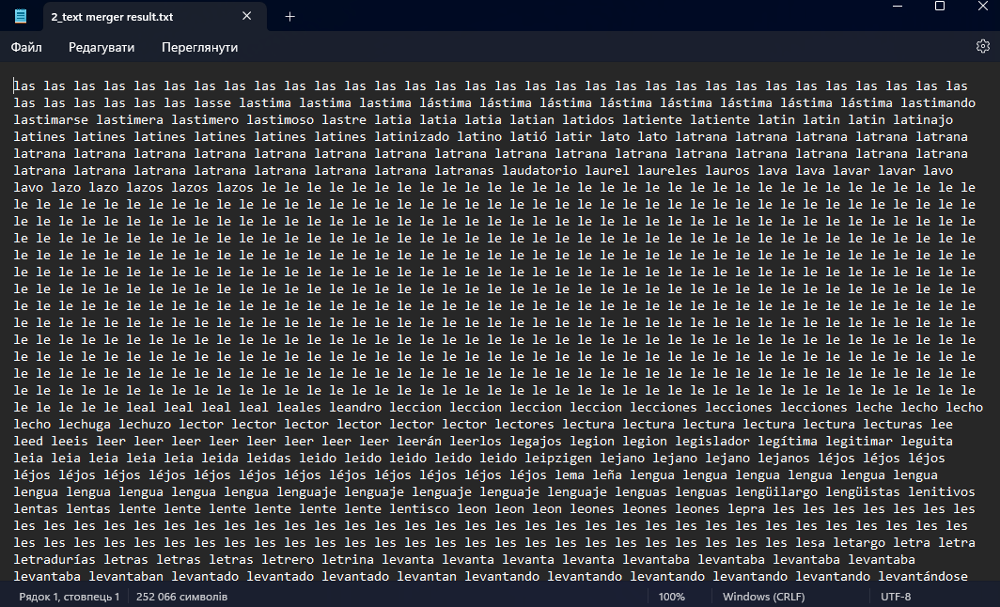 2_text merger result.txt
Файл Редагувати Переглянути
las las las las las las las las las las las las las las las las las las las las las las las las las las las las las las las las
las las las las las las lasse lastima lastima lastima lástima lástima lástima lástima lástima lástima lástima lástima lastimando
lastimarse lastimera lastimero lastimoso lastre latia latia latia latian latidos latiente latiente latin latin latin latinajo
latines latines latines latines latines latines latinizado latino latió latir lato lato latrana latrana latrana latrana latrana
latrana latrana latrana latrana latrana latrana latrana latrana latrana latrana latrana latrana latrana latrana latrana latrana
latrana latrana latrana latrana latrana latrana latrana latranas laudatorio laurel laureles lauros lava lava lavar lavar lavo
lavo lazo lazo lazos lazos lazos le le le le le le le le le le le le le le le le le le le le le le le le le le le le le le le le
le le le le le le le le le le le le le le le le le le le le le le le le le le le le le le le le le le le le le le le le le le le
le le le le le le le le le le le le le le le le le le le le le le le le le le le le le le le le le le le le le le le le le le le
le le le le le le le le le le le le le le le le le le le le le le le le le le le le le le le le le le le le le le le le le le le
le le le le le le le le le le le le le le le le le le le le le le le le le le le le le le le le le le le le le le le le le le le
le le le le le le le le le le le le le le le le le le le le le le le le le le le le le le le le le le le le le le le le le le le
le le le le le le le le le le le le le le le le le le le le le le le le le le le le le le le le le le le le le le le le le le le
le le le le le le le le le le le le le le le le le le le le le le le le le le le le le le le le le le le le le le le le le le le
le le le le le le le le le le le le le le le le le le le le le le le le le le le le le le le le le le le le le le le le le le le
le le le le le le le le le le le le le le le le le le le le le le le le le le le le le le le le le le le le le le le le le le le
le le le le le le le le le le le le le le le le le le le le le le le le le le le le le le le le le le le le le le le le le le le
le le le le le le le le le le le le le le le le le le le le le le le le le le le le le le le le le le le le le le le le le le le
le le le le le le le le le le le le le le le le le le le le le le le le le le le le le le le le le le le le le le le le le le le
le le le le le leal leal leal leal leales leandro leccion leccion leccion leccion lecciones lecciones lecciones leche lecho lecho
lecho lechuga lechuzo lector lector lector lector lector lector lectores lectura lectura lectura lectura lectura lecturas lee
leed leeis leer leer leer leer leer leer leer leer leerán leerlos legajos legion legion legislador legítima legitimar leguita
leia leia leia leia leia leida leidas leido leido leido leido leido leipzigen lejano lejano lejano lejanos léjos léjos léjos
léjos léjos léjos léjos léjos léjos léjos léjos léjos léjos léjos léjos lema leña lengua lengua lengua lengua lengua lengua
lengua lengua lengua lengua lengua lenguaje lenguaje lenguaje lenguaje lenguaje lenguas lenguas lengüilargo lengüistas lenitivos
lentas lentas lente lente lente lente lente lente lentisco leon leon leon leones leones leones lepra les les les les les les les
les les les les les les les les les les les les les les les les les les les les les les les les les les les les les les les les
les les les les les les les les les les les les les les les les les les les les les les les les les les lesa letargo letra letra
letradurías letras letras letras letrero letrina levanta levanta levanta levanta levantaba levantaba levantaba levantaba
levantaba levantaban levantado levantado levantado levantan levantando levantando levantando levantando levantando levantándose
Рядок 1, стовпець 1 252 066 символів 100% Windows (CRLF) UTF-8